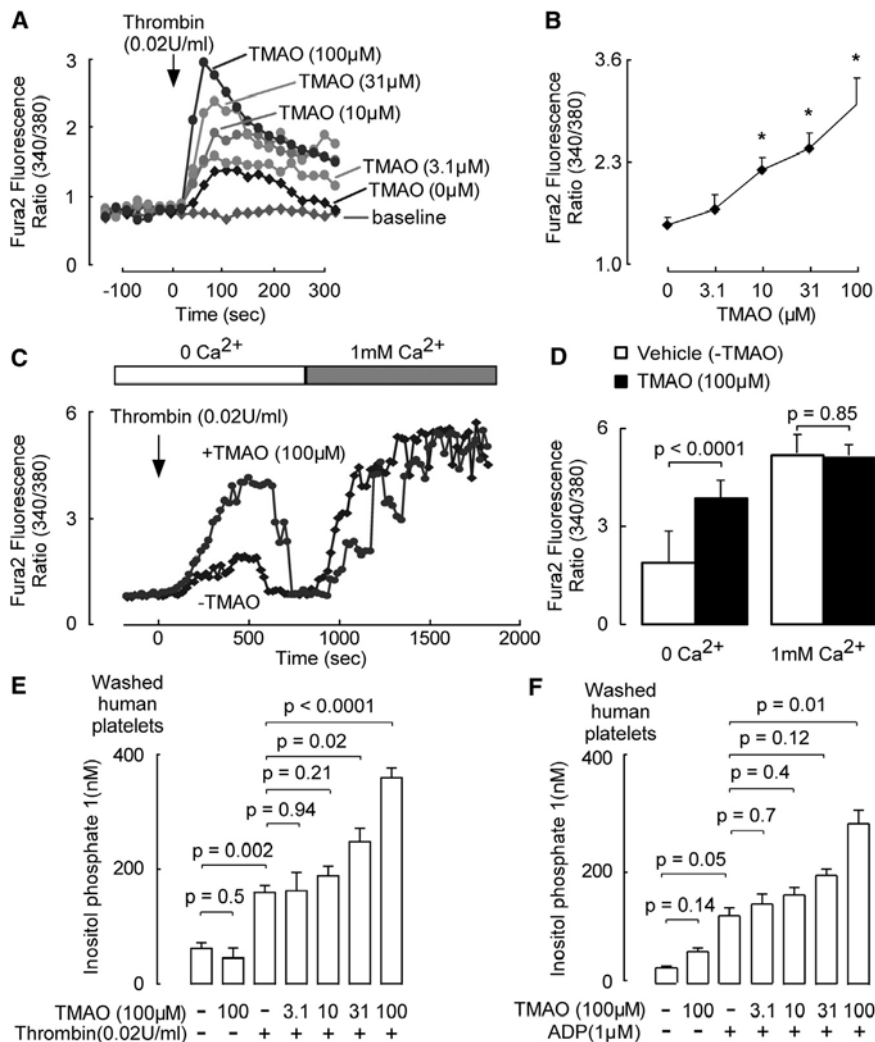 A
Thrombin
(0.02U/ml)
TMAO (100µM)
TMAO (31µM)
TMAO (10µM)
TMAO (3.1µM)
TMAO (0µM)
baseline
Fura2 Fluorescence
Ratio (340/380)
3
2
1
0
-100 0 100 200 300
Time (sec)
B
Fura2 Fluorescence
Ratio (340/380)
3.6
2.3
1.0
* * *
0 3.1 10 31 100
TMAO (µM)
C
0 Ca2+ 1mM Ca2+
Thrombin (0.02U/ml)
+TMAO (100µM)
-TMAO
Fura2 Fluorescence
Ratio (340/380)
6
3
0
0 500 1000 1500 2000
Time (sec)
D
Vehicle (-TMAO)
TMAO (100µM)
p = 0.85
p < 0.0001
Fura2 Fluorescence
Ratio (340/380)
6
3
0
0 Ca2+ 1mM Ca2+
E
Washed
human
platelets
p < 0.0001
p = 0.02
p = 0.21
p = 0.94
p = 0.002
p = 0.5
Inositol phosphate 1(nM)
400
200
0
TMAO (100µM) - 100 - 3.1 10 31 100
Thrombin(0.02U/ml) - - + + + + +
F
Washed
human
platelets
p = 0.01
p = 0.12
p = 0.4
p = 0.7
p = 0.05
p = 0.14
Inositol phosphate 1(nM)
400
200
0
TMAO (100µM) - 100 - 3.1 10 31 100
ADP(1µM) - - + + + + +